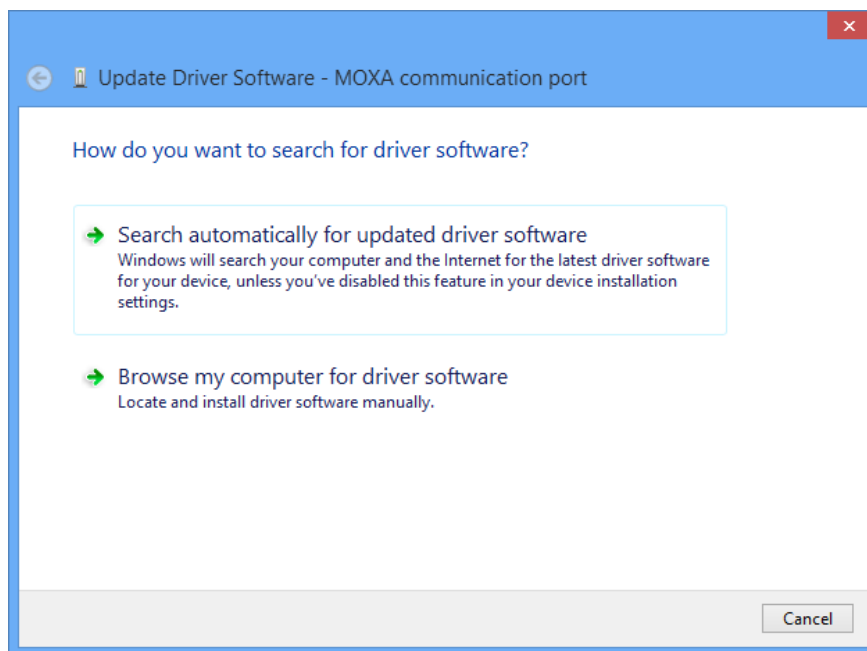 Update Driver Software - MOXA communication port
How do you want to search for driver software?
Search automatically for updated driver software
Windows will search your computer and the Internet for the latest driver software
for your device, unless you've disabled this feature in your device installation
settings.
Browse my computer for driver software
Locate and install driver software manually.
Cancel